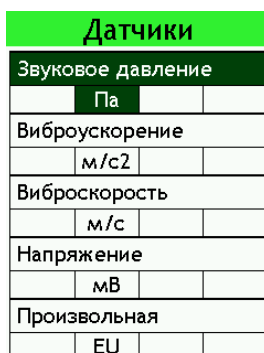 Датчики
Звуковое давление
Па
Виброускорение
м/с2
Виброскорость
м/с
Напряжение
мВ
Произвольная
EU